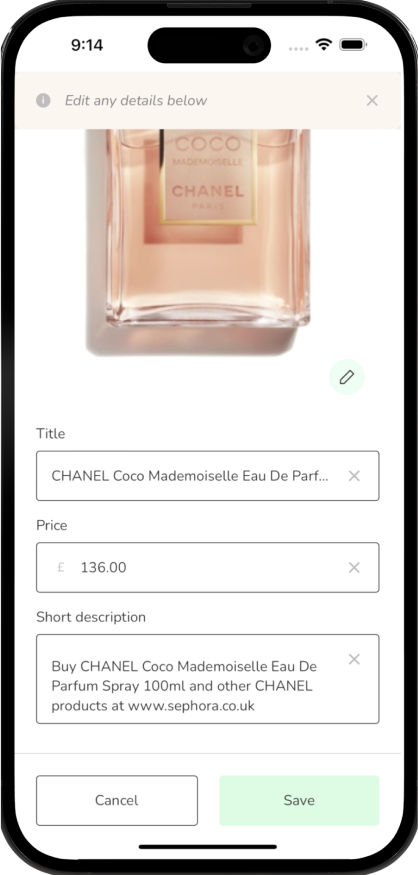 9:14
Edit any details below
COCO
MADEMOISELLE
CHANEL
PARIS
Title
CHANEL Coco Mademoiselle Eau De Parf...
Price
£ 136.00
Short description
Buy CHANEL Coco Mademoiselle Eau De
Parfum Spray 100ml and other CHANEL
products at www.sephora.co.uk
Cancel
Save